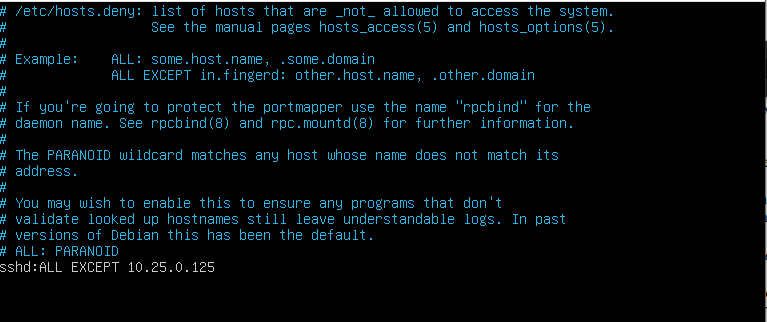 # /etc/hosts.deny: list of hosts that are _not_ allowed to access the system.
#                  See the manual pages hosts_access(5) and hosts_options(5).
#
# Example:    ALL: some.host.name, .some.domain
#             ALL EXCEPT in.fingerd: other.host.name, .other.domain
#
# If you're going to protect the portmapper use the name "rpcbind" for the
# daemon name. See rpcbind(8) and rpc.mountd(8) for further information.
#
# The PARANOID wildcard matches any host whose name does not match its
# address.
#
# You may wish to enable this to ensure any programs that don't
# validate looked up hostnames still leave understandable logs. In past
# versions of Debian this has been the default.
# ALL: PARANOID
sshd:ALL EXCEPT 10.25.0.125